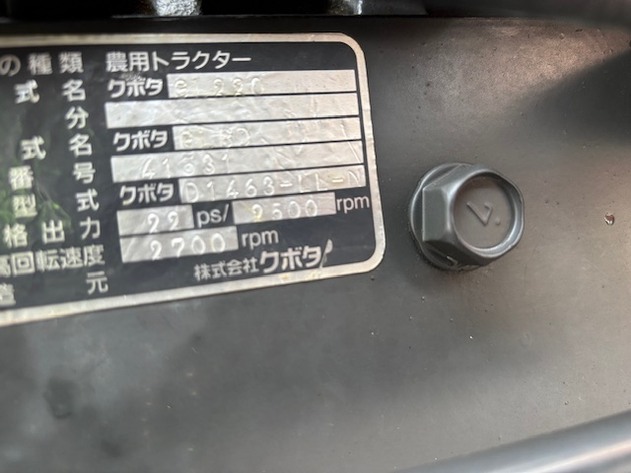 の種類 農用トラクター
式名 クボタ
分
式名 クボタ
番号 41631
型式 クボタ D1463-
格出力 22 ps/2500 rpm
高回転速度 2700 rpm
造元 株式会社クボタ